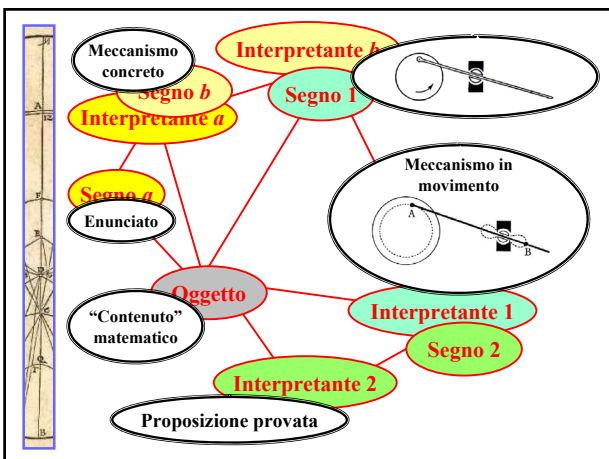 Meccanismo
concreto
Interpretante b
Segno b
Segno 1
Interpretante a
Segno a
Enunciato
Meccanismo in
movimento
A
B
Oggetto
"Contenuto"
matematico
Interpretante 1
Segno 2
Interpretante 2
Proposizione provata
A
12
F
B